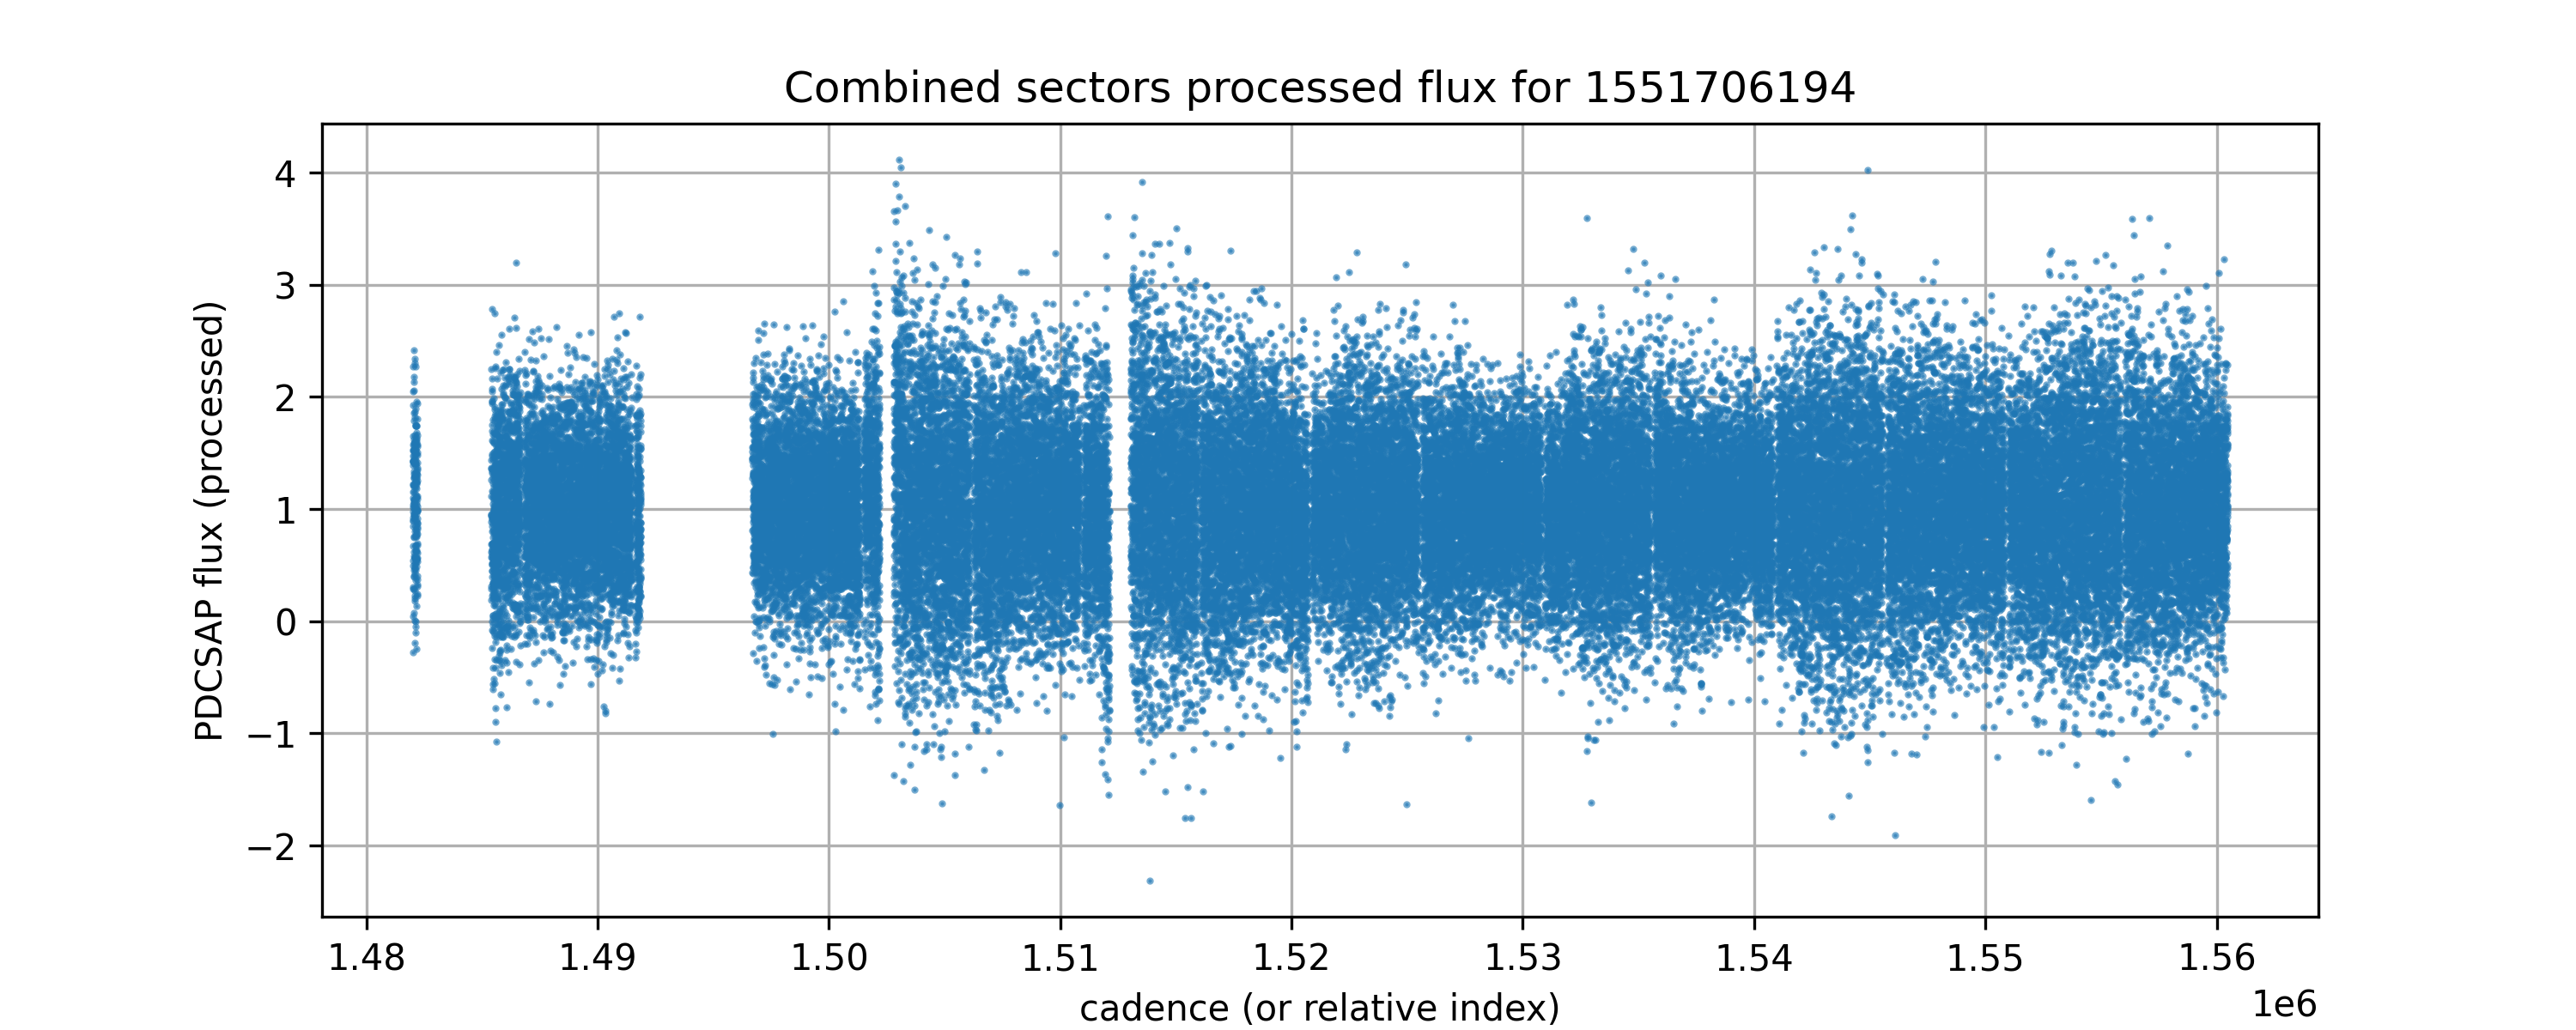 Combined sectors processed flux for 1551706194
PDCSAP flux (processed)
4
3
2
1
0
−1
−2
1.48 1.49 1.50 1.51 1.52 1.53 1.54 1.55 1.56
cadence (or relative index)
1e6